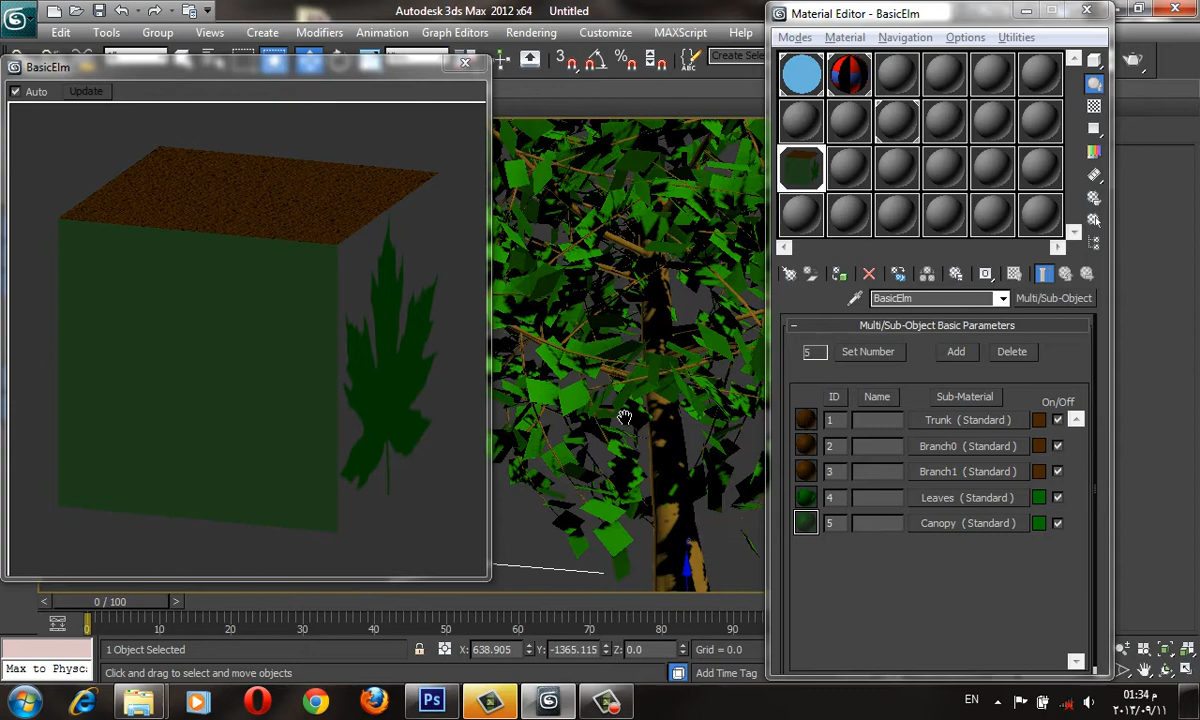 Autodesk 3ds Max 2012 x64 Untitled
Edit Tools Group Views Create Modifiers Animation Graph Editors Rendering Customize MAXScript
Create Selec
BasicElm
Auto Update
Material Editor - BasicElm
Modes Material Navigation Options Utilities
BasicElm Multi/Sub-Object
Multi/Sub-Object Basic Parameters
5 Set Number Add Delete
ID Name Sub-Material On/Off
1 Trunk (Standard)
2 Branch0 (Standard)
3 Branch1 (Standard)
4 Leaves (Standard)
5 Canopy (Standard)
< 0 / 100 >
0 10 20 30 40 50 60 70 80 90
1 Object Selected X: 638.905 Y: -1365.115 Z: 0.0 Grid = 0.0
Max to Physc
Click and drag to select and move objects Add Time Tag
Ps
EN
01:34 م
٢٠١٣/٠٩/١١